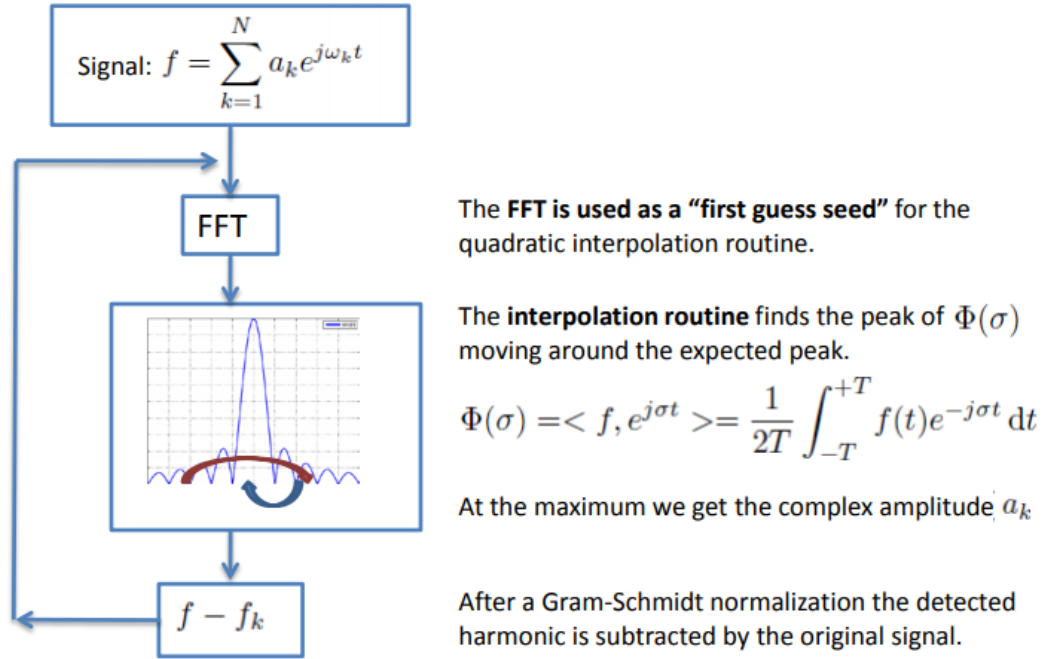 Signal: f = \sum_{k=1}^{N} a_k e^{jω_k t}
FFT
The FFT is used as a “first guess seed” for the
quadratic interpolation routine.
The interpolation routine finds the peak of Φ(σ)
moving around the expected peak.
Φ(σ) =< f, e^{jσt} >= \frac{1}{2T} \int_{-T}^{+T} f(t)e^{-jσt} dt
At the maximum we get the complex amplitude a_k
f − f_k
After a Gram-Schmidt normalization the detected
harmonic is subtracted by the original signal.